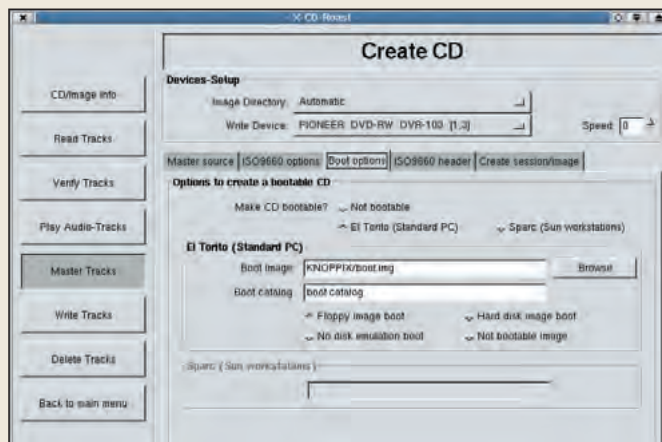 X-CD-Roast
Create CD
Devices-Setup
Image Directory: Automatic
Write Device: PIONEER DVD-RW DVR-103 [1,3]
Speed: 0
CD/Image Info
Read Tracks
Verify Tracks
Play Audio-Tracks
Master Tracks
Write Tracks
Delete Tracks
Back to main menu
Master source
ISO9660 options
Boot options
ISO9660 header
Create session/image
Options to create a bootable CD
Make CD bootable?
Not bootable
El Torito (Standard PC)
Sparc (Sun workstations)
El Torito (Standard PC)
Boot image: KNOPPIX/boot.img
Browse
Boot catalog: boot.catalog
Floppy image boot
Hard disk image boot
No disk emulation boot
Not bootable image
Sparc (Sun workstations)